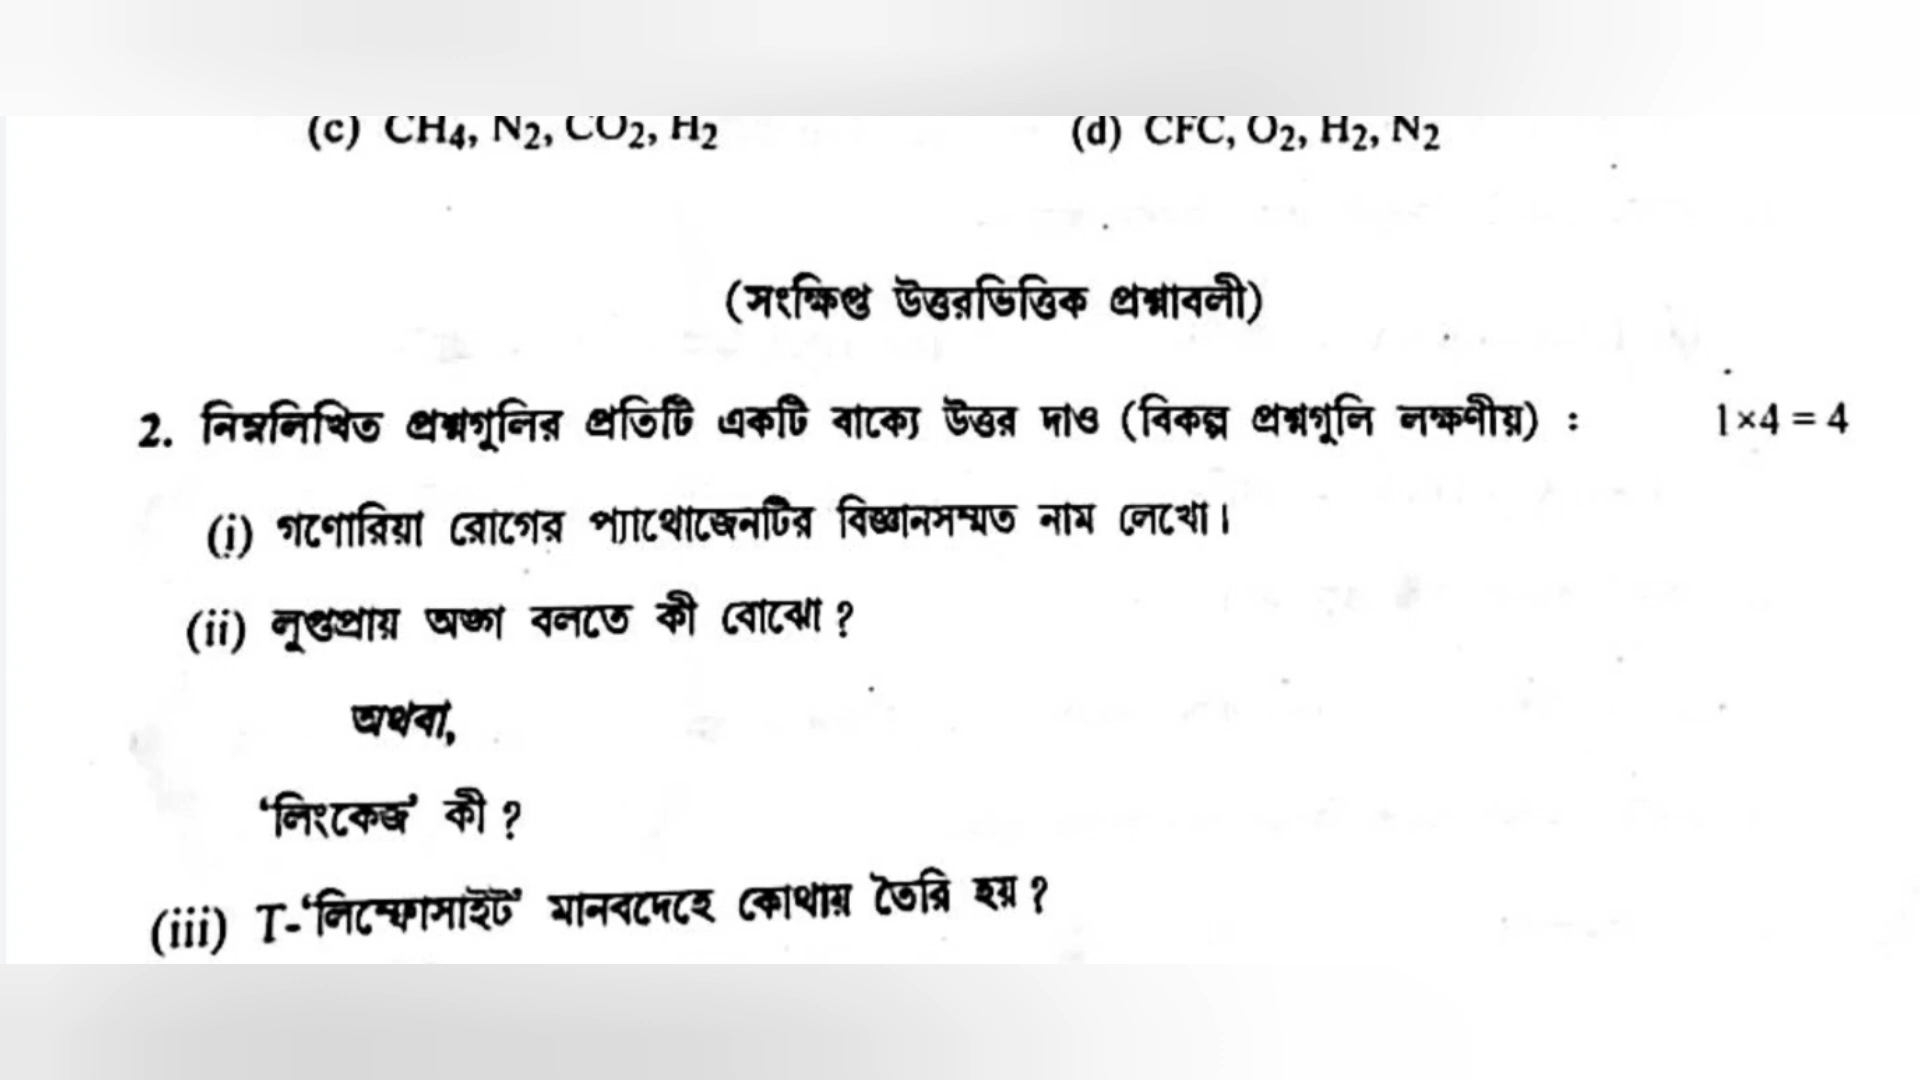 (c) CH4, N2, CO2, H2 (d) CFC, O2, H2, N2
(সংক্ষিপ্ত উত্তরভিত্তিক প্রশ্নাবলী)
2. নিম্নলিখিত প্রশ্নগুলির প্রতিটি একটি বাক্যে উত্তর দাও (বিকল্প প্রশ্নগুলি লক্ষণীয়) : 1×4 = 4
(i) গণোরিয়া রোগের প্যাথোজেনটির বিজ্ঞানসম্মত নাম লেখো।
(ii) লুপ্তপ্রায় অঙ্গ বলতে কী বোঝো ?
অথবা,
‘লিংকেজ’ কী ?
(iii) T-‘লিম্ফোসাইট’ মানবদেহে কোথায় তৈরি হয় ?